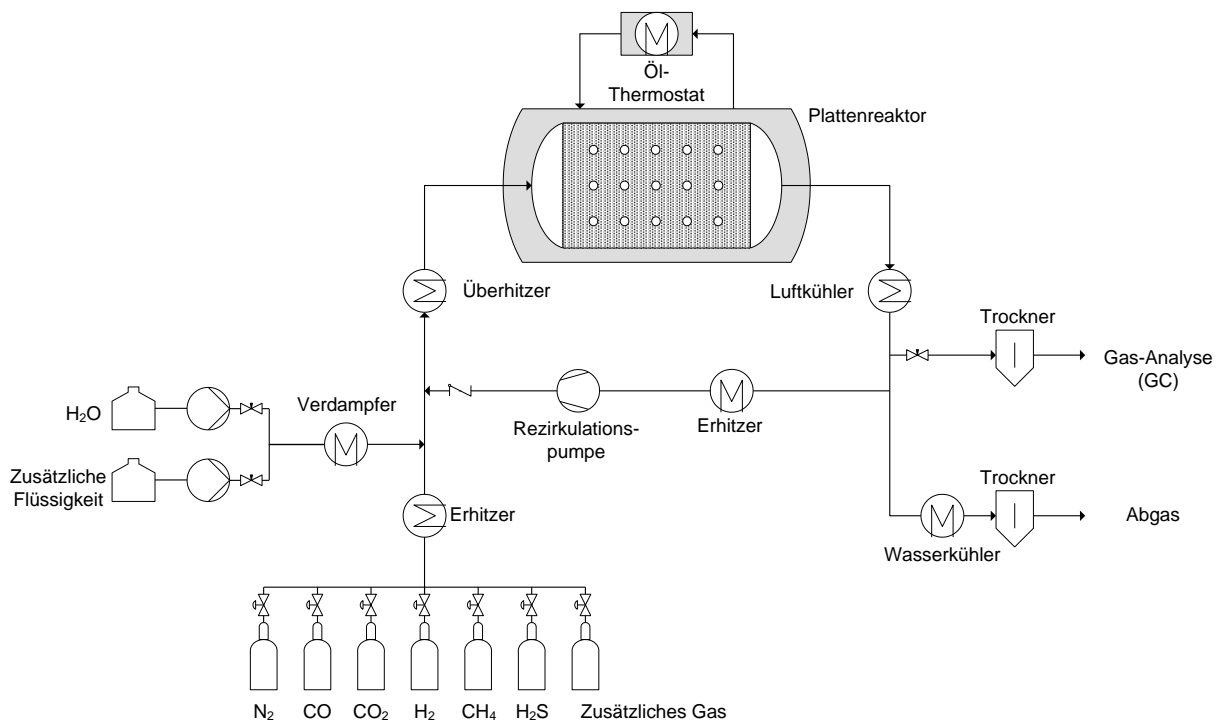 Öl-
Thermostat
Plattenreaktor
Überhitzer
Luftkühler
Trockner
Gas-Analyse
(GC)
H₂O
Verdampfer
Rezirkulations-
pumpe
Erhitzer
Zusätzliche
Flüssigkeit
Erhitzer
Trockner
Abgas
Wasserkühler
N₂ CO CO₂ H₂ CH₄ H₂S Zusätzliches Gas